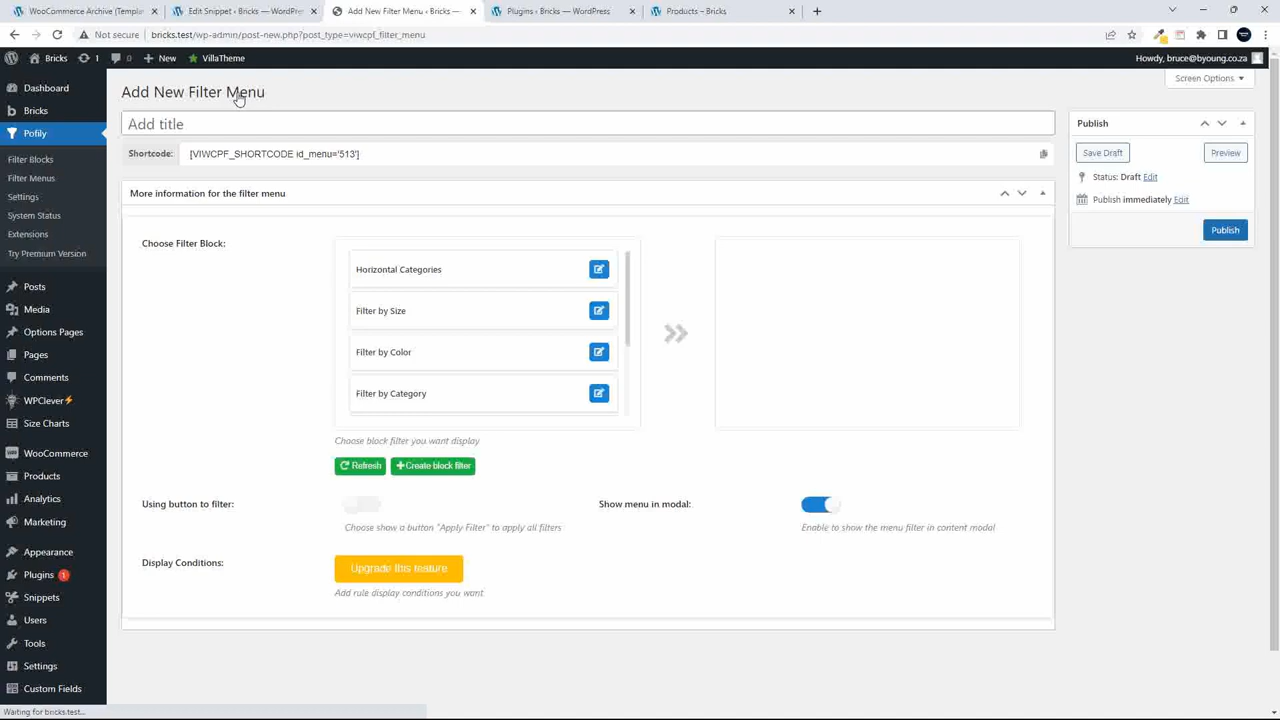 WooCommerce Archive (Templat
Edit Snippet ‹ Bricks — WordPre
Add New Filter Menu ‹ Bricks —
Plugins ‹ Bricks — WordPress
Products – Bricks
Not secure
bricks.test/wp-admin/post-new.php?post_type=viwcpf_filter_menu
Bricks
1
0
New
VillaTheme
Howdy, bruce@byoung.co.za
Screen Options
Dashboard
Bricks
Pofily
Filter Blocks
Filter Menus
Settings
System Status
Extensions
Try Premium Version
Posts
Media
Options Pages
Pages
Comments
WPClever
Size Charts
WooCommerce
Products
Analytics
Marketing
Appearance
Plugins 1
Snippets
Users
Tools
Settings
Custom Fields
Add New Filter Menu
Add title
Shortcode: [VIWCPF_SHORTCODE id_menu='513']
More information for the filter menu
Choose Filter Block:
Horizontal Categories
Filter by Size
Filter by Color
Filter by Category
Choose block filter you want display
Refresh
Create block filter
Using button to filter:
Choose show a button "Apply Filter" to apply all filters
Show menu in modal:
Enable to show the menu filter in content modal
Display Conditions:
Upgrade this feature
Add rule display conditions you want
Publish
Save Draft
Preview
Status: Draft Edit
Publish immediately Edit
Publish
Waiting for bricks.test...